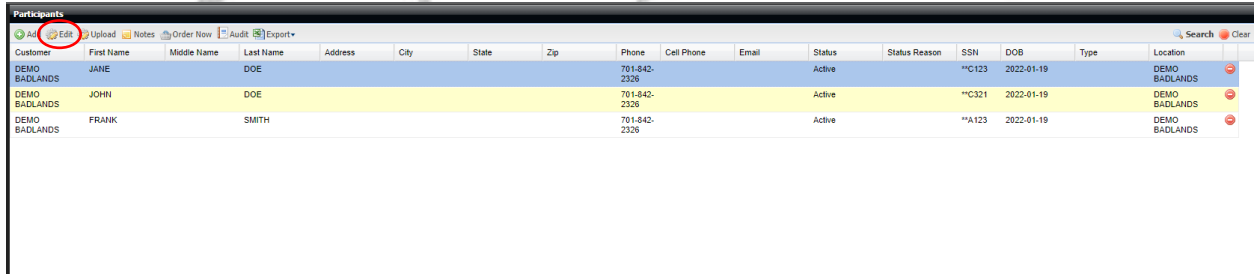 Participants
Add Edit Upload Notes Order Now Audit Export Search Clear
Customer First Name Middle Name Last Name Address City State Zip Phone Cell Phone Email Status Status Reason SSN DOB Type Location
DEMO BADLANDS JANE DOE 701-842-2326 Active **C123 2022-01-19 DEMO BADLANDS
DEMO BADLANDS JOHN DOE 701-842-2326 Active **C321 2022-01-19 DEMO BADLANDS
DEMO BADLANDS FRANK SMITH 701-842-2326 Active **A123 2022-01-19 DEMO BADLANDS